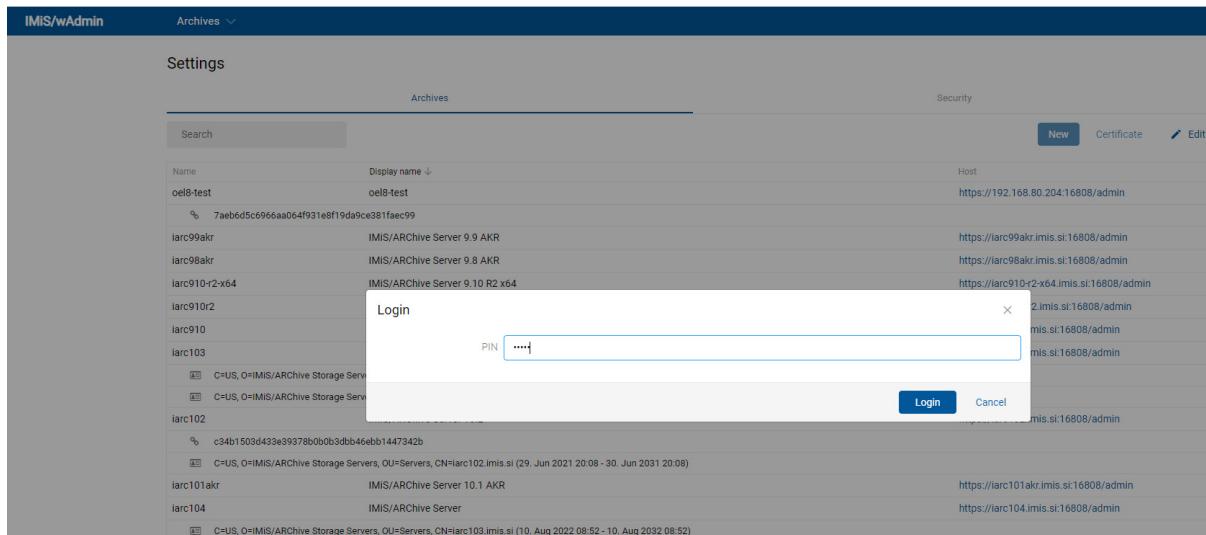 IMiS/wAdmin Archives
Settings
Archives Security
Search New Certificate Edit
Name Display name Host
oel8-test oel8-test https://192.168.80.204:16808/admin
7aeb6d5c6966aa064f931e8f19da9ce381faec99
iarc99akr IMiS/ARChive Server 9.9 AKR https://iarc99akr.imis.si:16808/admin
iarc98akr IMiS/ARChive Server 9.8 AKR https://iarc98akr.imis.si:16808/admin
iarc910-r2-x64 IMiS/ARChive Server 9.10 R2 x64 https://iarc910-r2-x64.imis.si:16808/admin
iarc910r2 Login 2.imis.si:16808/admin
iarc910 mis.si:16808/admin
PIN •••••
iarc103 mis.si:16808/admin
C=US, O=IMiS/ARChive Storage Serv
C=US, O=IMiS/ARChive Storage Serv
Login Cancel
iarc102 mis.si:16808/admin
c34b1503d433e39378b0b0b3dbb46ebb1447342b
C=US, O=IMiS/ARChive Storage Servers, OU=Servers, CN=iarc102.imis.si (29. Jun 2021 20:08 - 30. Jun 2031 20:08)
iarc101akr IMiS/ARChive Server 10.1 AKR https://iarc101akr.imis.si:16808/admin
iarc104 IMiS/ARChive Server https://iarc104.imis.si:16808/admin
C=US, O=IMiS/ARChive Storage Servers, OU=Servers, CN=iarc103.imis.si (10. Aug 2022 08:52 - 10. Aug 2032 08:52)